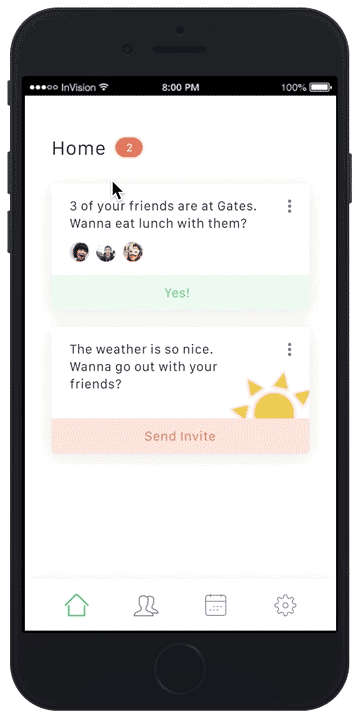 InVision
8:00 PM
100%
Home 2
3 of your friends are at Gates.
Wanna eat lunch with them?
Yes!
The weather is so nice.
Wanna go out with your
friends?
Send Invite